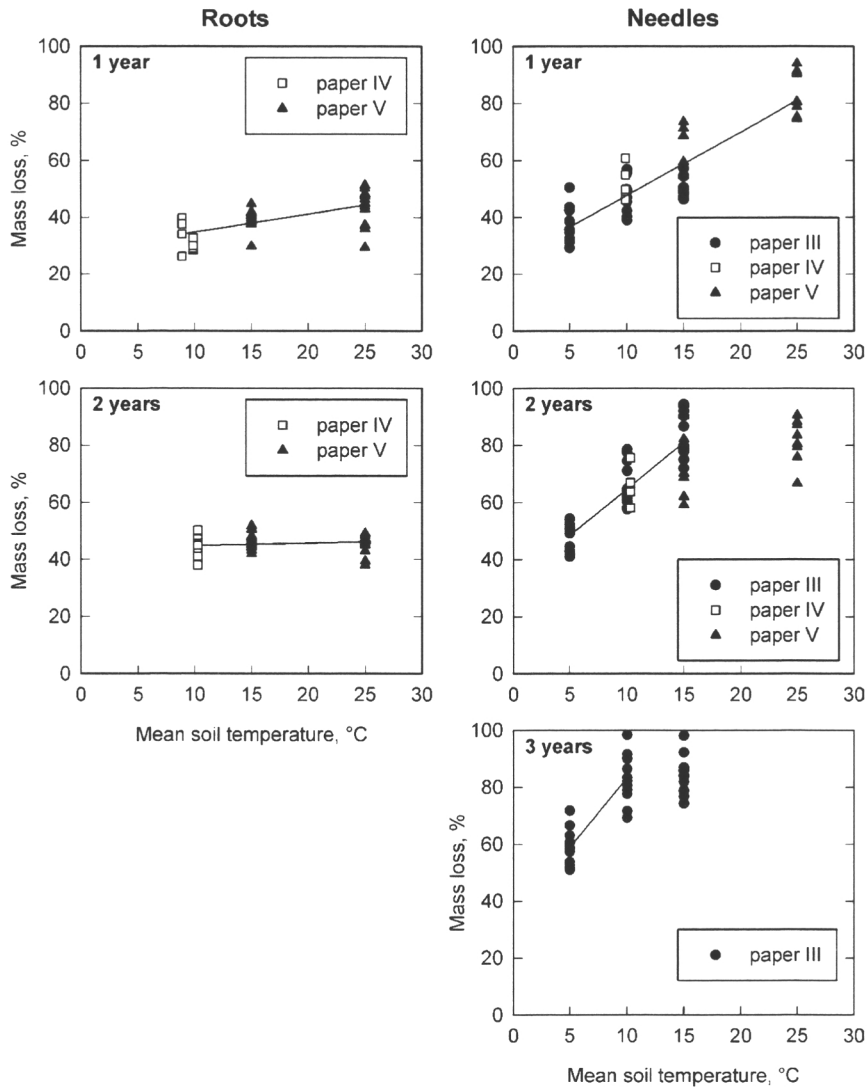 Roots
1 year
paper IV
paper V
Mass loss, %
100
80
60
40
20
0
0 5 10 15 20 25 30
2 years
paper IV
paper V
Mass loss, %
100
80
60
40
20
0
0 5 10 15 20 25 30
Mean soil temperature, °C
Needles
1 year
paper III
paper IV
paper V
100
80
60
40
20
0
0 5 10 15 20 25 30
2 years
paper III
paper IV
paper V
100
80
60
40
20
0
0 5 10 15 20 25 30
3 years
paper III
Mass loss, %
100
80
60
40
20
0
0 5 10 15 20 25 30
Mean soil temperature, °C